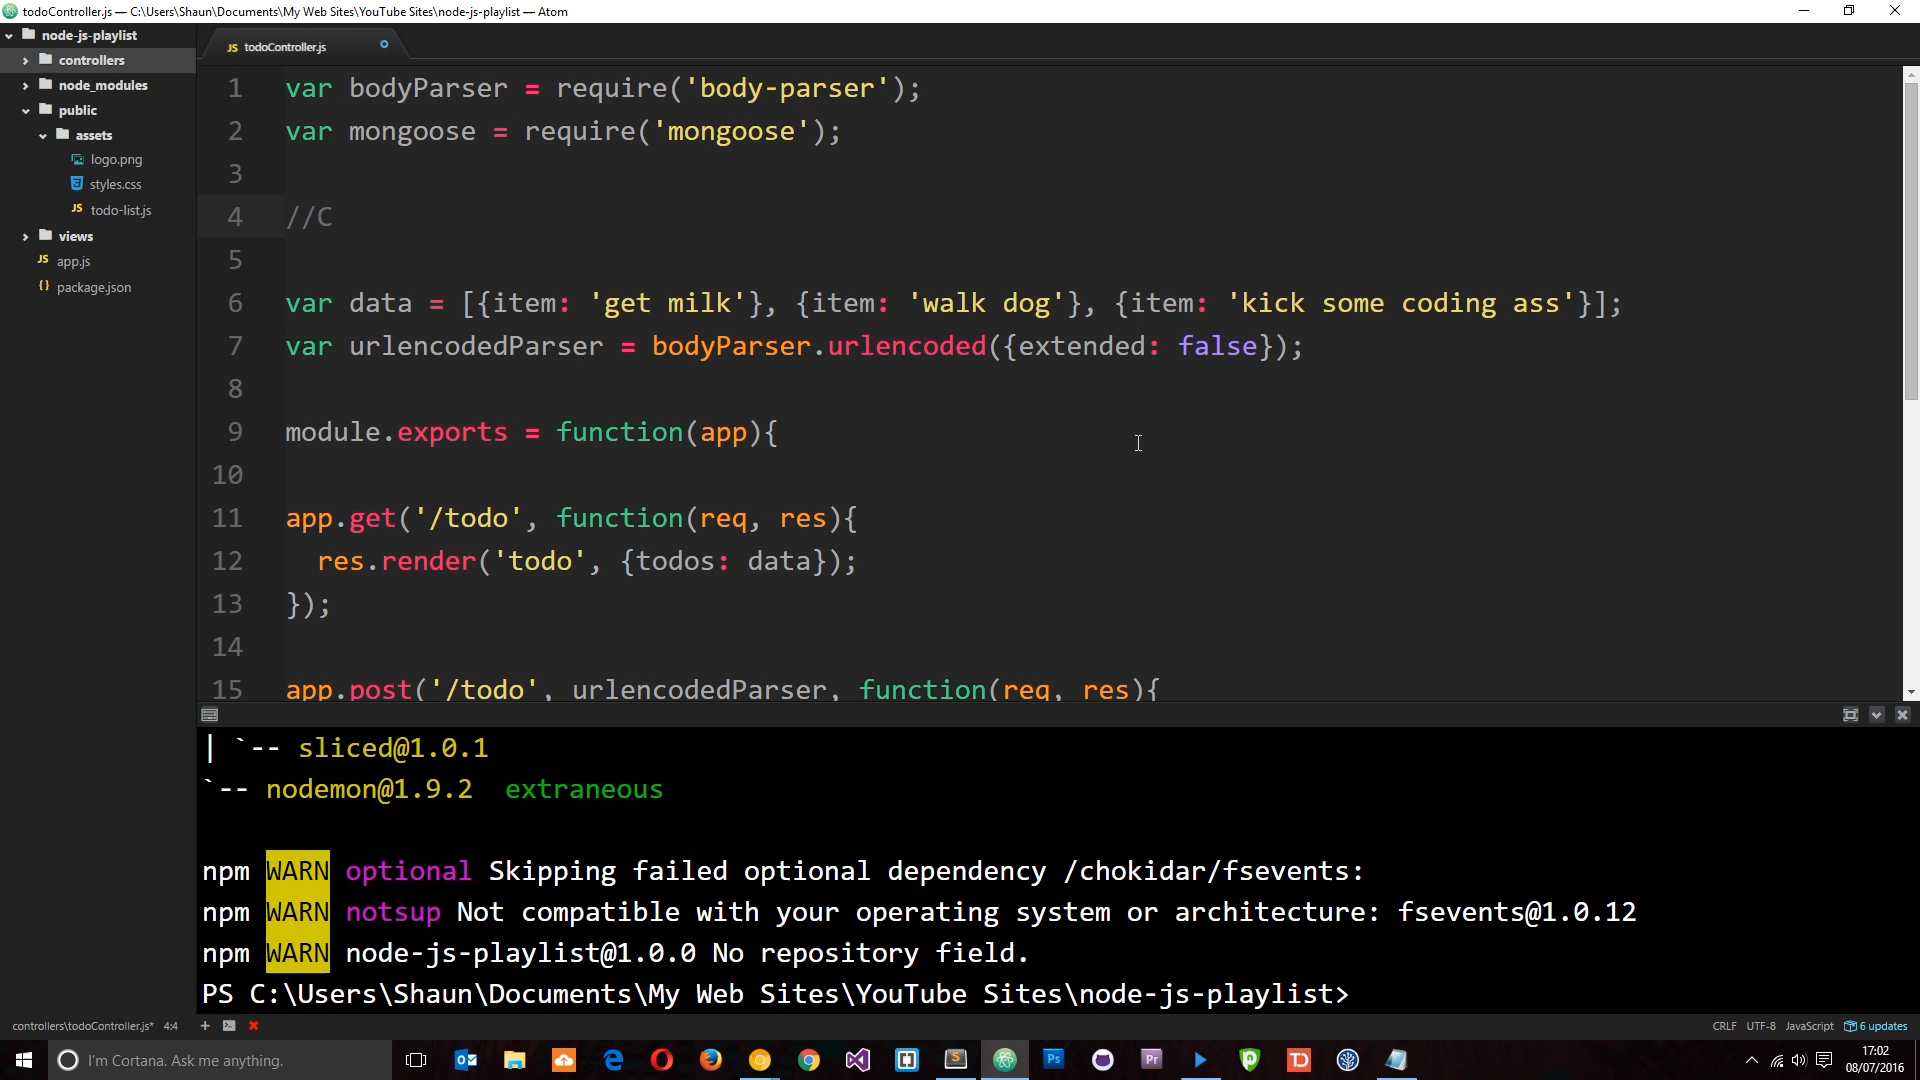 todoController.js — C:\Users\Shaun\Documents\My Web Sites\YouTube Sites\node-js-playlist — Atom
node-js-playlist
controllers
node_modules
public
assets
logo.png
styles.css
JS todo-list.js
views
JS app.js
{} package.json
JS todoController.js
1 var bodyParser = require('body-parser');
2 var mongoose = require('mongoose');
3
4 //C
5
6 var data = [{item: 'get milk'}, {item: 'walk dog'}, {item: 'kick some coding ass'}];
7 var urlencodedParser = bodyParser.urlencoded({extended: false});
8
9 module.exports = function(app){
10
11 app.get('/todo', function(req, res){
12 res.render('todo', {todos: data});
13 });
14
15 app.post('/todo', urlencodedParser, function(req, res){
| `-- sliced@1.0.1
`-- nodemon@1.9.2 extraneous
npm WARN optional Skipping failed optional dependency /chokidar/fsevents:
npm WARN notsup Not compatible with your operating system or architecture: fsevents@1.0.12
npm WARN node-js-playlist@1.0.0 No repository field.
PS C:\Users\Shaun\Documents\My Web Sites\YouTube Sites\node-js-playlist>
controllers\todoController.js* 4:4
CRLF UTF-8 JavaScript 6 updates
I'm Cortana. Ask me anything.
Ps
Pr
TD
17:02
08/07/2016